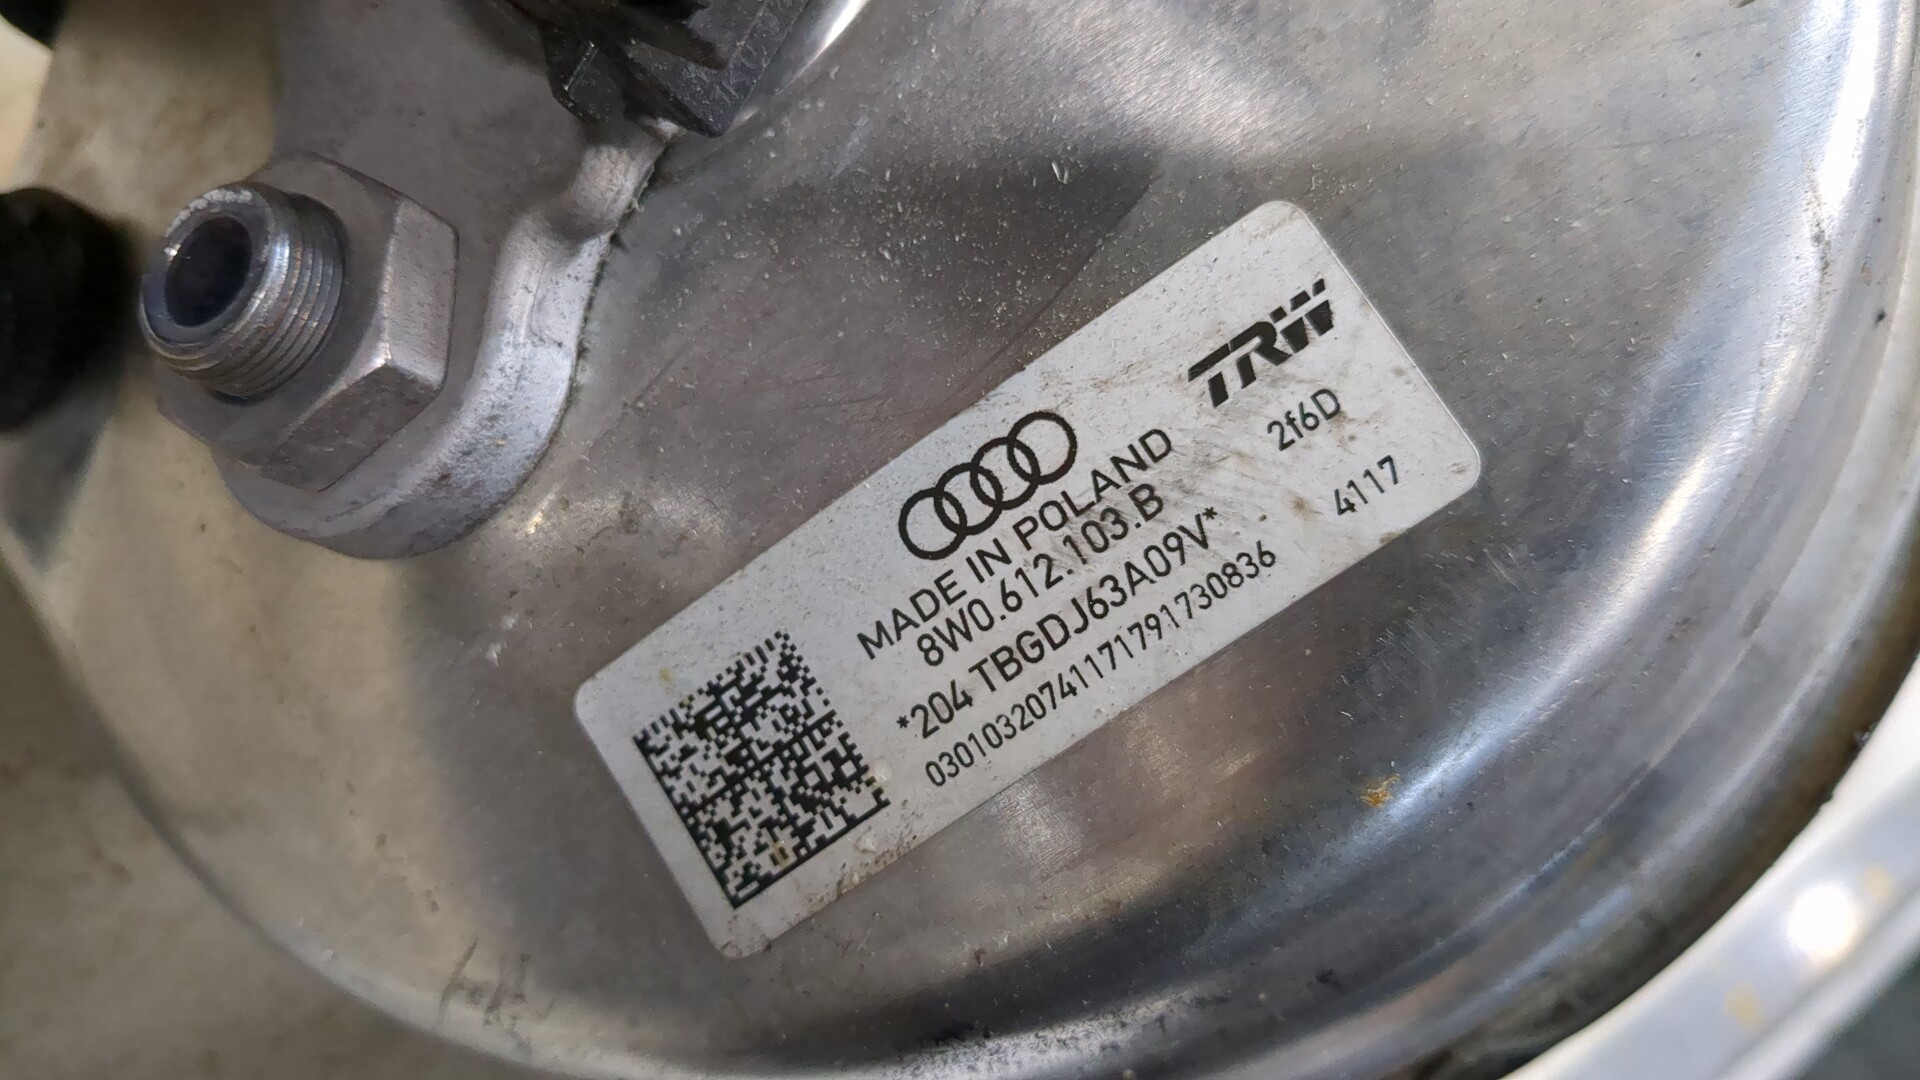 TRW
2f6D
MADE IN POLAND
8W0.612.103.B
4117
*204 TBGDJ63A09V*
03010320741171791730836